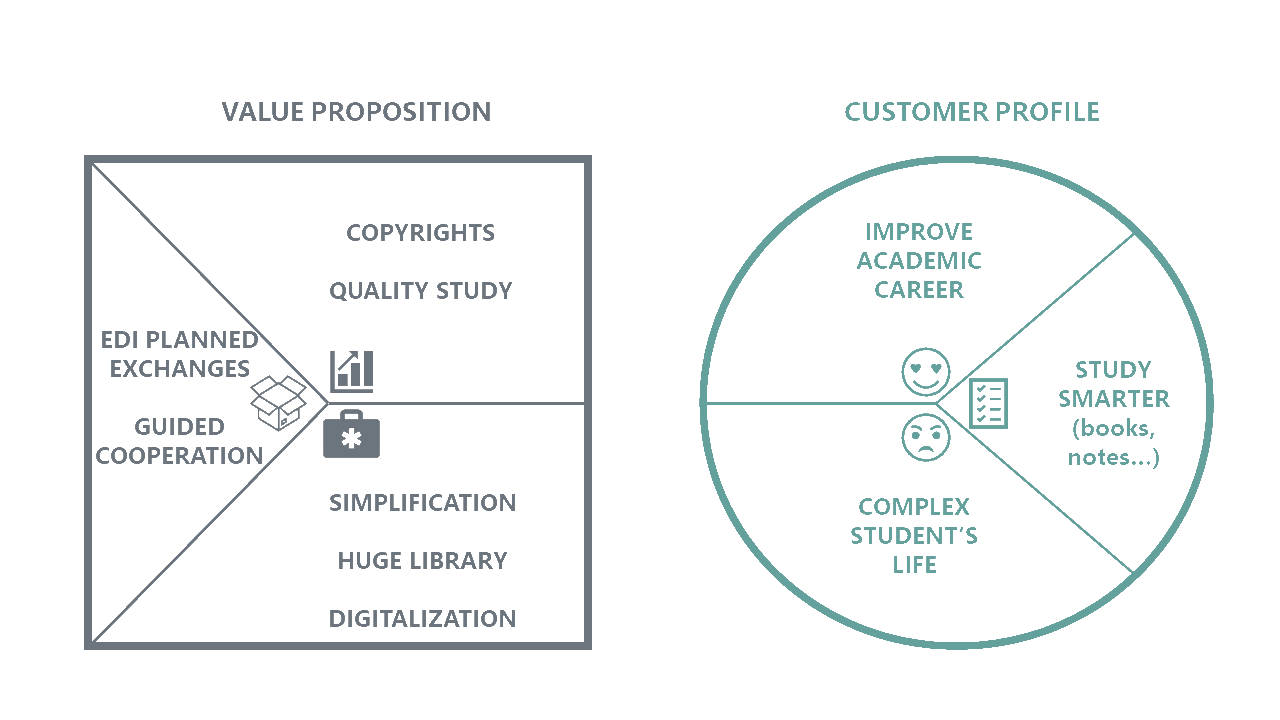 VALUE PROPOSITION
COPYRIGHTS
QUALITY STUDY
EDI PLANNED
EXCHANGES
GUIDED
COOPERATION
SIMPLIFICATION
HUGE LIBRARY
DIGITALIZATION
CUSTOMER PROFILE
IMPROVE
ACADEMIC
CAREER
STUDY
SMARTER
(books,
notes...)
COMPLEX
STUDENT'S
LIFE